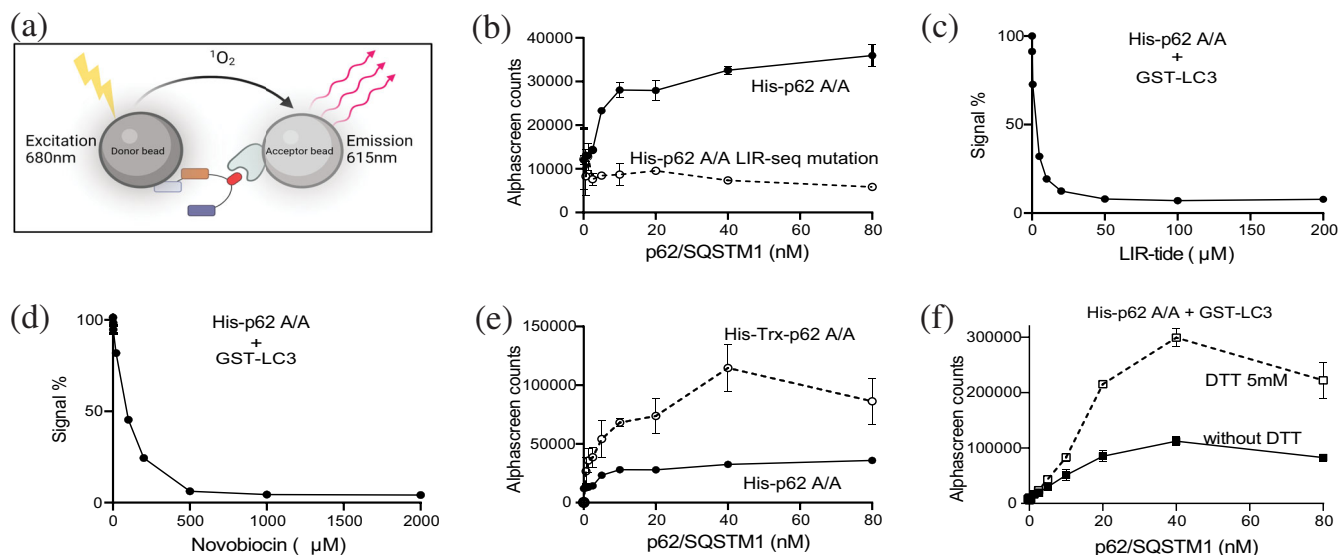 (a)
¹O₂
Excitation
680nm
Donor bead
Acceptor bead
Emission
615nm
(b)
Alphascreen counts
40000
30000
20000
10000
0
His-p62 A/A
His-p62 A/A LIR-seq mutation
0 20 40 60 80
p62/SQSTM1 (nM)
(c)
Signal %
100
50
0
His-p62 A/A
+
GST-LC3
0 50 100 150 200
LIR-tide ( µM)
(d)
Signal %
100
50
0
His-p62 A/A
+
GST-LC3
0 500 1000 1500 2000
Novobiocin ( µM)
(e)
Alphascreen counts
150000
100000
50000
0
His-Trx-p62 A/A
His-p62 A/A
0 20 40 60 80
p62/SQSTM1 (nM)
(f)
His-p62 A/A + GST-LC3
Alphascreen counts
300000
200000
100000
0
DTT 5mM
without DTT
0 20 40 60 80
p62/SQSTM1 (nM)